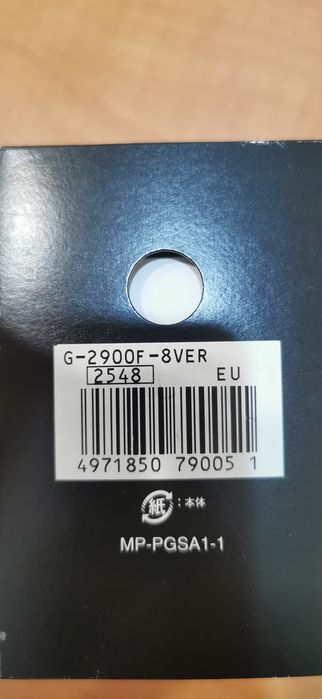 G-2900F-8VER
2548 EU
4971850 79005 1
紙 :本体
MP-PGSA1-1